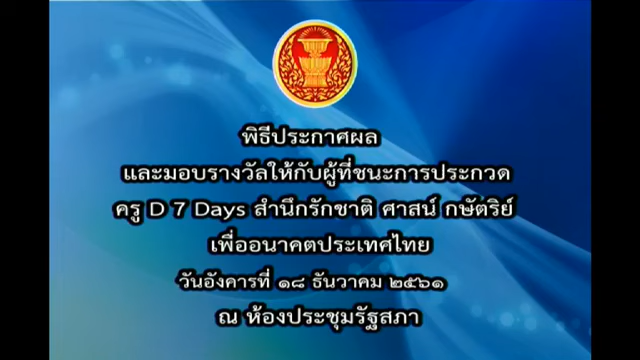 พิธีประกาศผล
และมอบรางวัลให้กับผู้ที่ชนะการประกวด
ครู D 7 Days สำนึกรักชาติ ศาสน์ กษัตริย์
เพื่ออนาคตประเทศไทย
วันอังคารที่ ๑๘ ธันวาคม ๒๕๖๑
ณ ห้องประชุมรัฐสภา